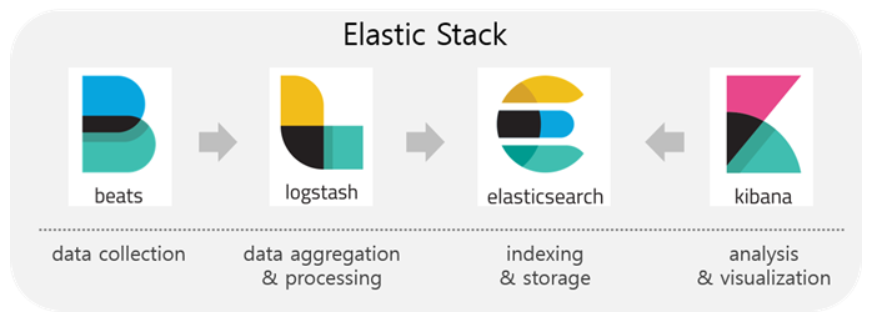 Elastic Stack
beats
logstash
elasticsearch
kibana
data collection
data aggregation
& processing
indexing
& storage
analysis
& visualization